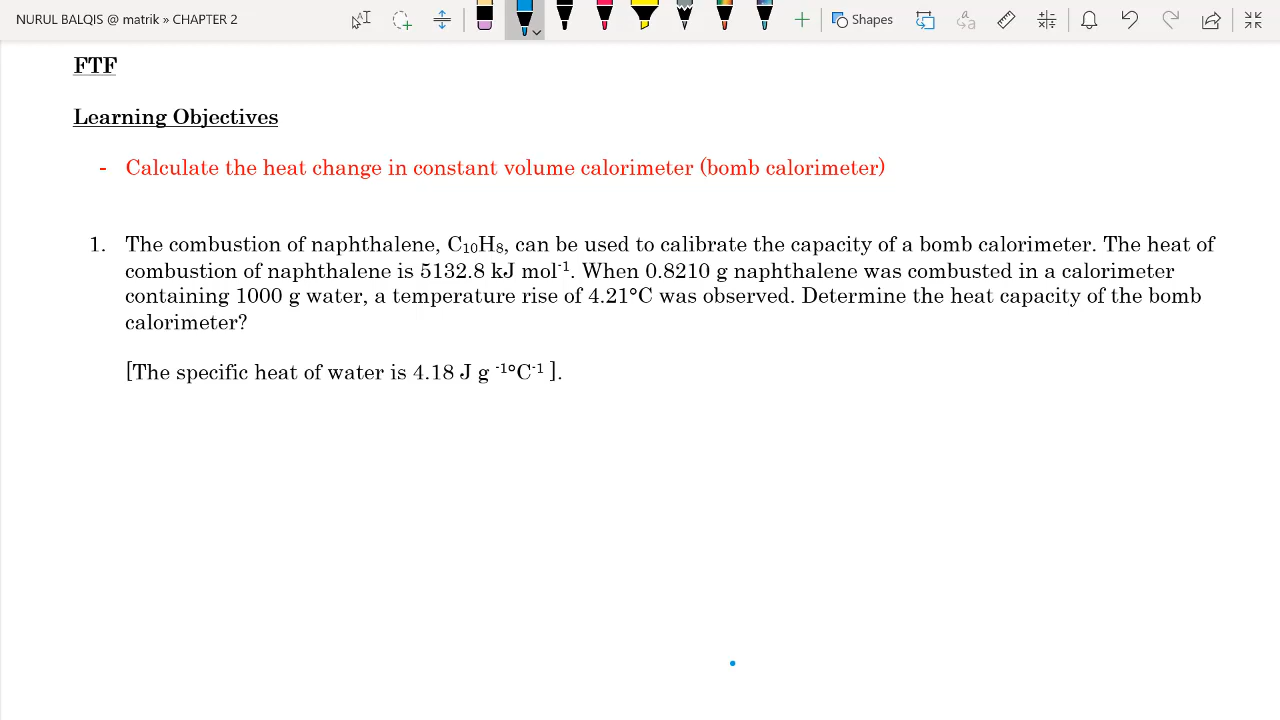 NURUL BALQIS @ matrik » CHAPTER 2
Shapes
FTF
Learning Objectives
- Calculate the heat change in constant volume calorimeter (bomb calorimeter)
1. The combustion of naphthalene, C₁₀H₈, can be used to calibrate the capacity of a bomb calorimeter. The heat of
combustion of naphthalene is 5132.8 kJ mol⁻¹. When 0.8210 g naphthalene was combusted in a calorimeter
containing 1000 g water, a temperature rise of 4.21°C was observed. Determine the heat capacity of the bomb
calorimeter?
[The specific heat of water is 4.18 J g ⁻¹°C⁻¹ ].